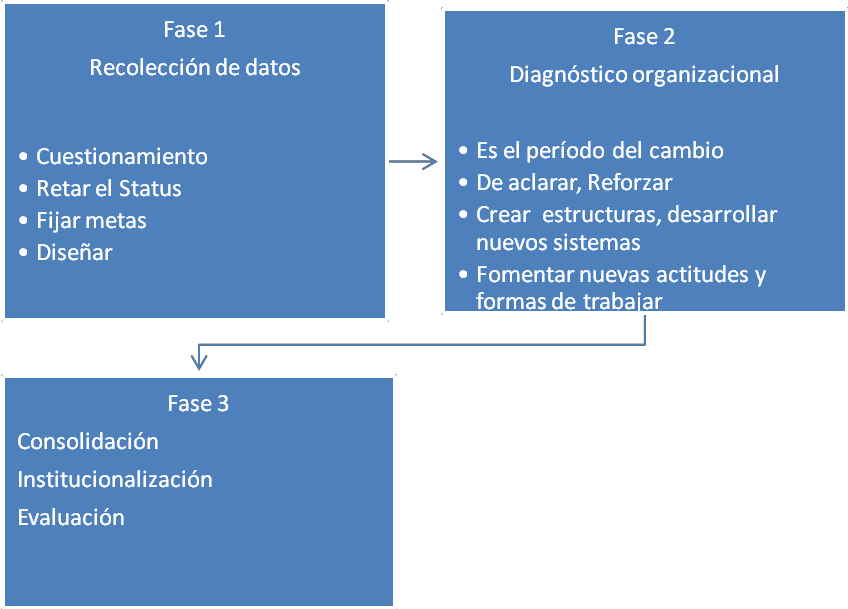 Fase 1
Recolección de datos
• Cuestionamiento
• Retar el Status
• Fijar metas
• Diseñar
Fase 2
Diagnóstico organizacional
• Es el período del cambio
• De aclarar, Reforzar
• Crear estructuras, desarrollar
nuevos sistemas
• Fomentar nuevas actitudes y
formas de trabajar
Fase 3
Consolidación
Institucionalización
Evaluación